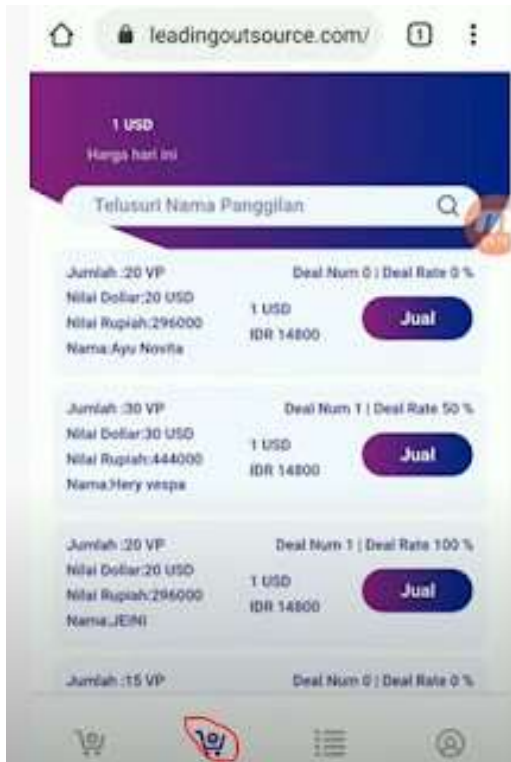 leadingoutsource.com/
1
1 USD
Harga hari ini
Telusuri Nama Panggilan
Jumlah :20 VP
Deal Num 0 | Deal Rate 0 %
Nilai Dollar:20 USD
Nilai Rupiah:296000
Nama:Ayu Novita
1 USD
IDR 14800
Jual
Jumlah :30 VP
Deal Num 1 | Deal Rate 50 %
Nilai Dollar:30 USD
Nilai Rupiah:444000
Nama:Hery vespa
1 USD
IDR 14800
Jual
Jumlah :20 VP
Deal Num 1 | Deal Rate 100 %
Nilai Dollar:20 USD
Nilai Rupiah:296000
Nama:JEINI
1 USD
IDR 14800
Jual
Jumlah :15 VP
Deal Num 0 | Deal Rate 0 %